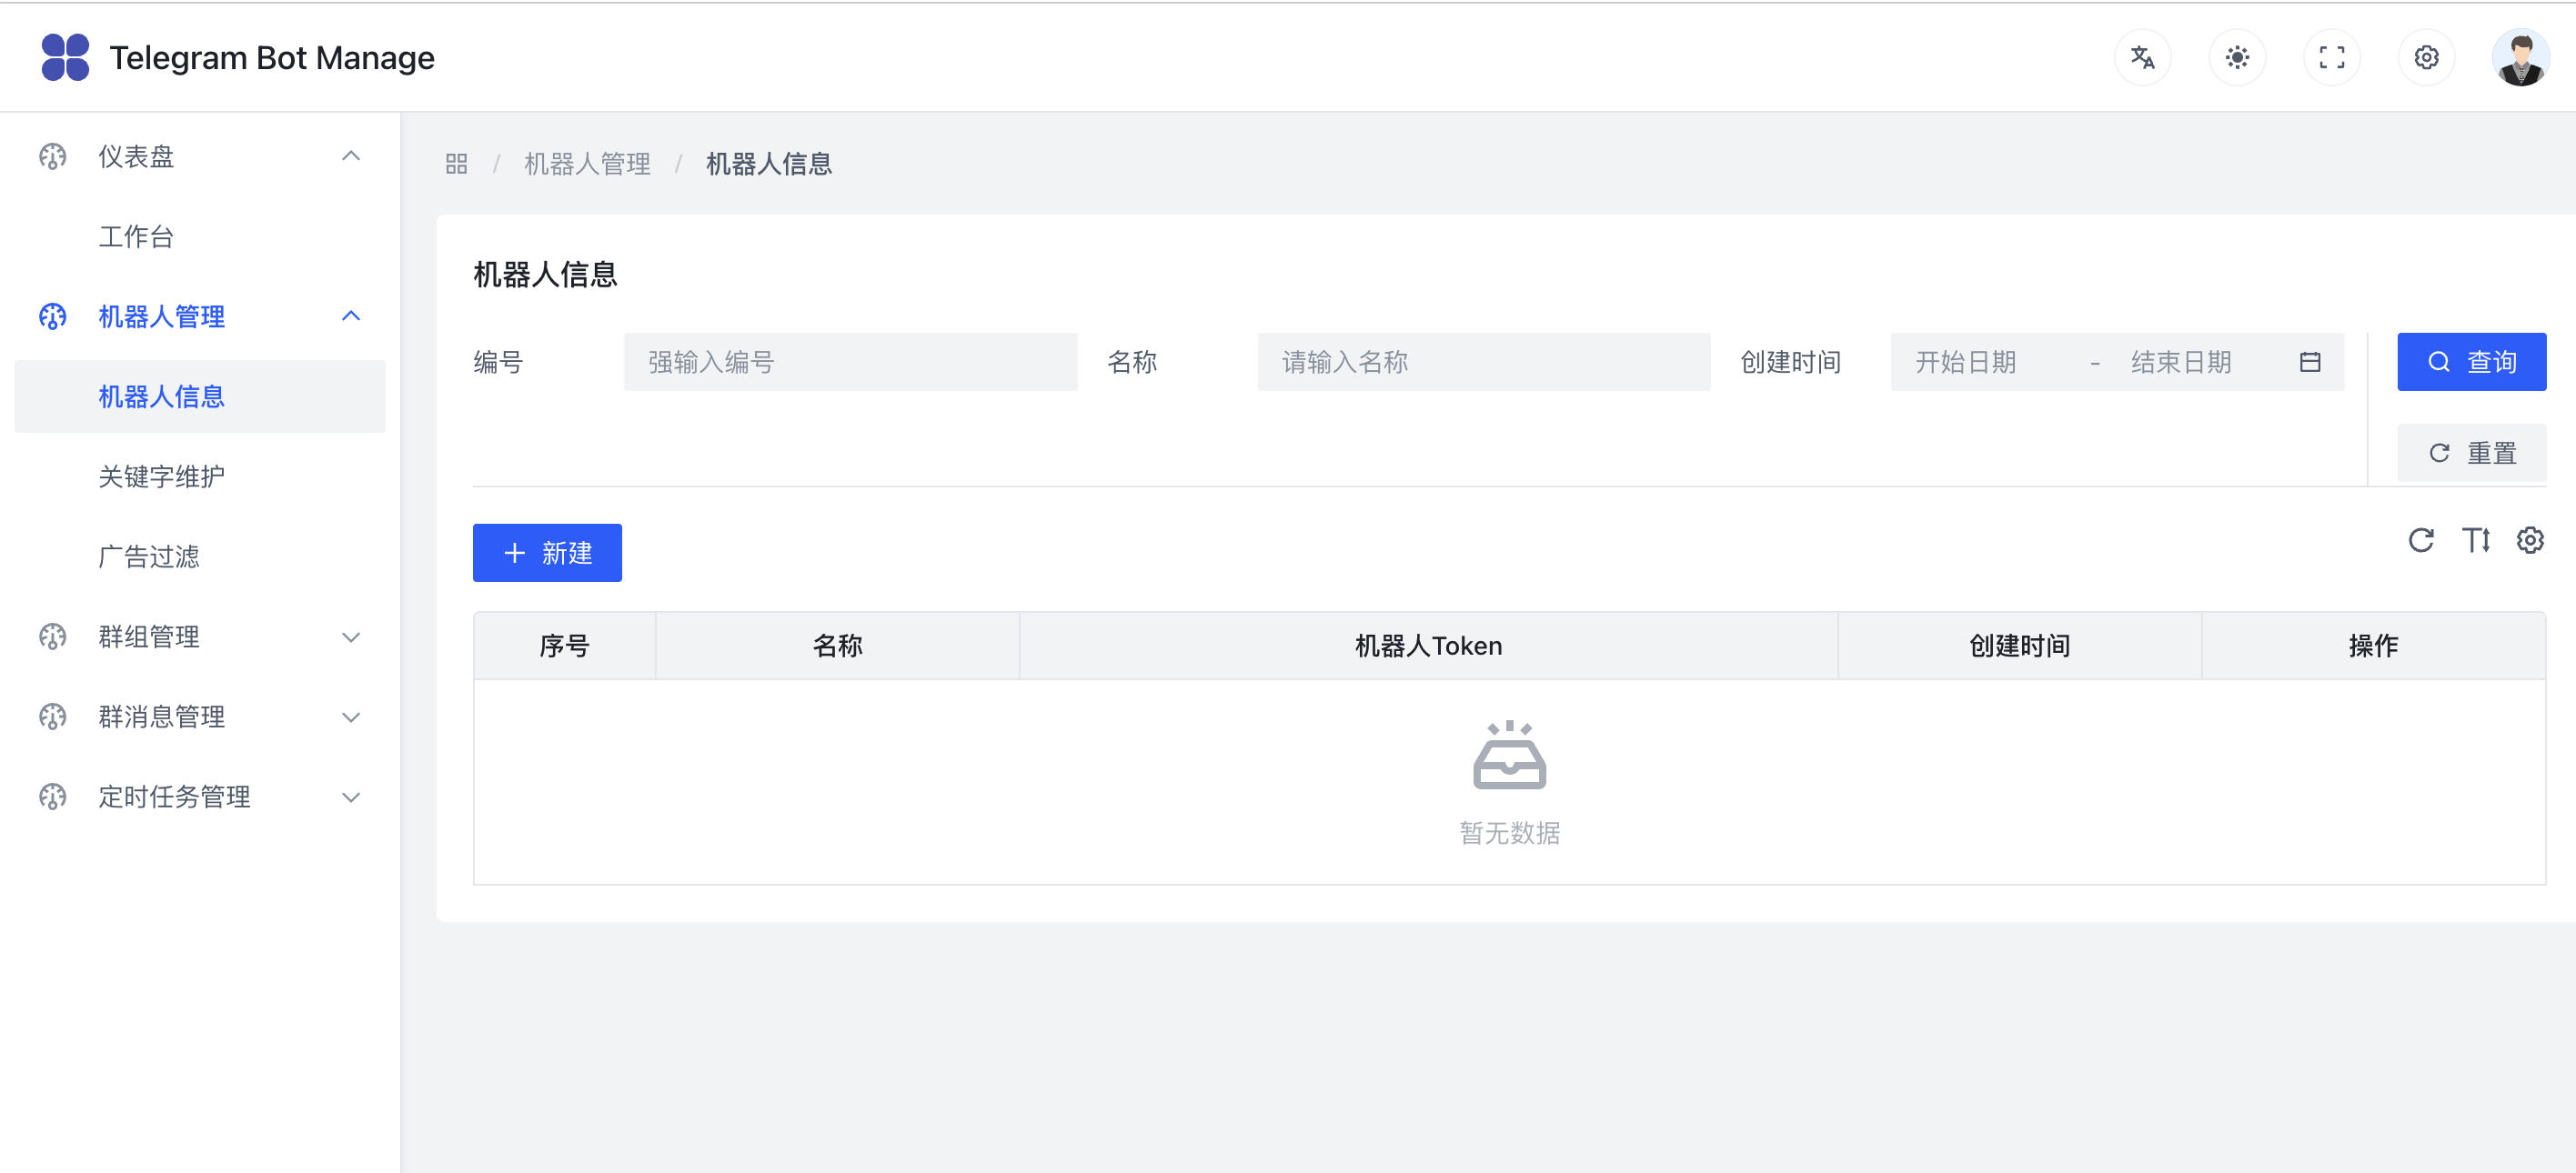 Telegram Bot Manage
仪表盘
工作台
机器人管理
机器人信息
关键字维护
广告过滤
群组管理
群消息管理
定时任务管理
/ 机器人管理 / 机器人信息
机器人信息
编号 强输入编号 名称 请输入名称 创建时间 开始日期 - 结束日期 查询
重置
新建
序号 名称 机器人Token 创建时间 操作
暂无数据